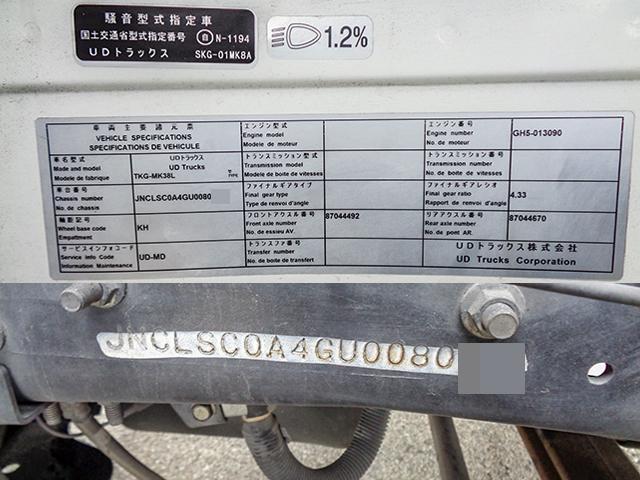 騒音型式指定車
国土交通省型式指定番号 自 N-1194
UDトラックス SKG-01MK8A
1.2%
車両主要諸元票
VEHICLE SPECIFICATIONS
SPECIFICATIONS DE VEHICULE
エンジン型式
Engine model
Modele de moteur
エンジン番号
Engine number
No. de moteur
GH5-013090
車名型式
Made and model
Modele de fabrique
UDトラックス
UD Trucks
TKG-MK38L
トランスミッション型式
Transmission model
Modele de boite de vitesses
トランスミッション番号
Transmission number
No. de boite de vitesses
車台番号
Chassis number
No. de chassis
JNCLSC0A4GU0080
ファイナルギアタイプ
Final gear type
Type de renvoi d'angle
ファイナルギアレシオ
Final gear ratio
Rapport de renvoi d'angle
4.33
軸距記号
Wheel base code
Empattment
KH
フロントアクスル番号
Front axle number
No. de essieu AV.
87044492
リアアクスル番号
Rear axle number
No. de pont AR.
87044670
サービスインフォコード
Service info Code
Information Maintenance
UD-MD
トランスファ番号
Transfer number
No. de boite de transfert
UDトラックス株式会社
UD Trucks Corporation
JNCLSC0A4GU0080